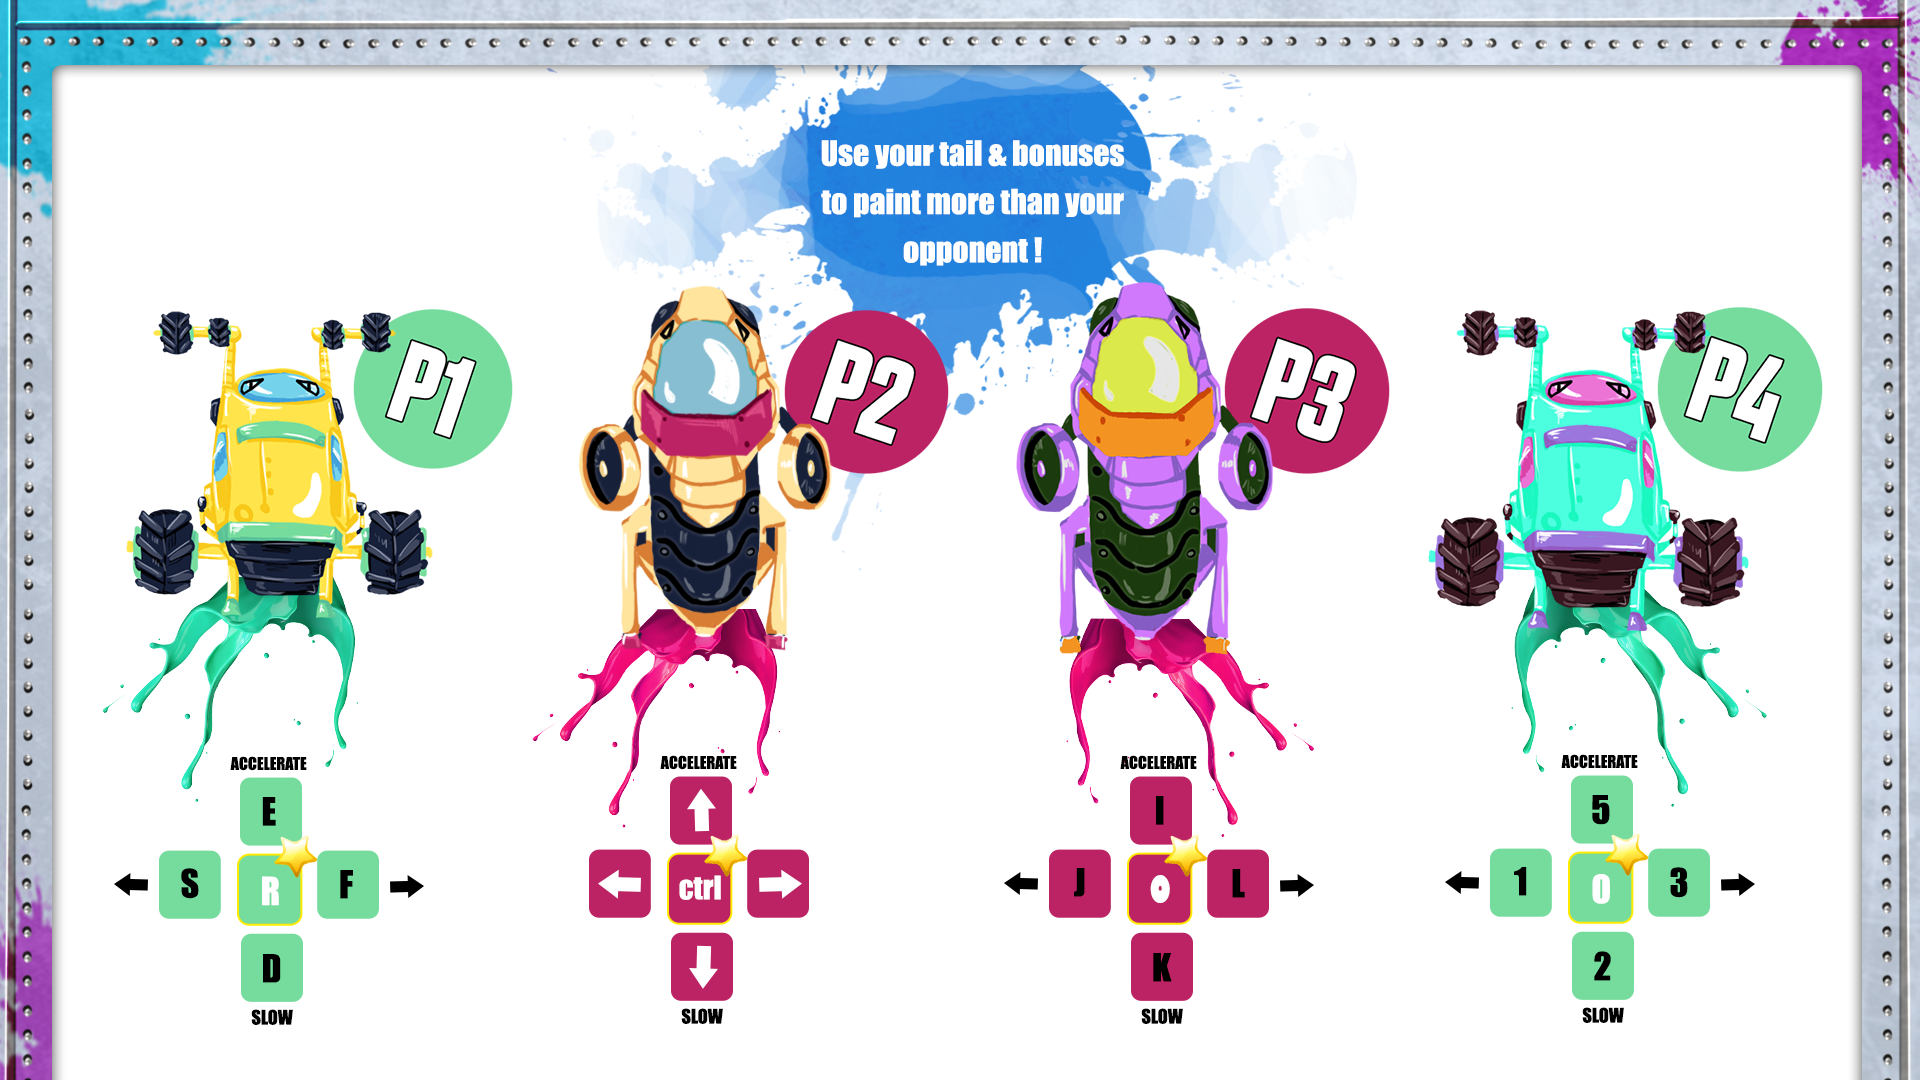 Use your tail & bonuses
to paint more than your
opponent !
P1
P2
P3
P4
ACCELERATE
E
S
R
F
D
SLOW
ACCELERATE
ctrl
SLOW
ACCELERATE
I
J
O
L
K
SLOW
ACCELERATE
5
1
0
3
2
SLOW